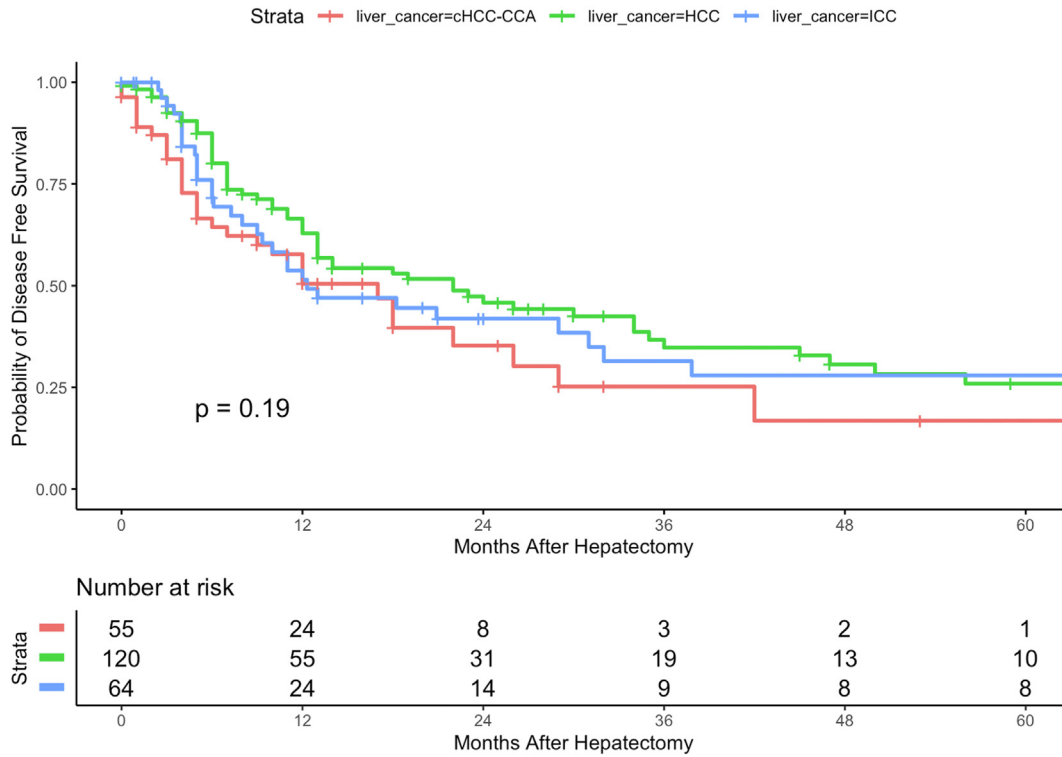 Strata liver_cancer=cHCC-CCA liver_cancer=HCC liver_cancer=ICC
Probability of Disease Free Survival
1.00
0.75
0.50
0.25
0.00
p = 0.19
0 12 24 36 48 60
Months After Hepatectomy
Number at risk
Strata
55 24 8 3 2 1
120 55 31 19 13 10
64 24 14 9 8 8
0 12 24 36 48 60
Months After Hepatectomy